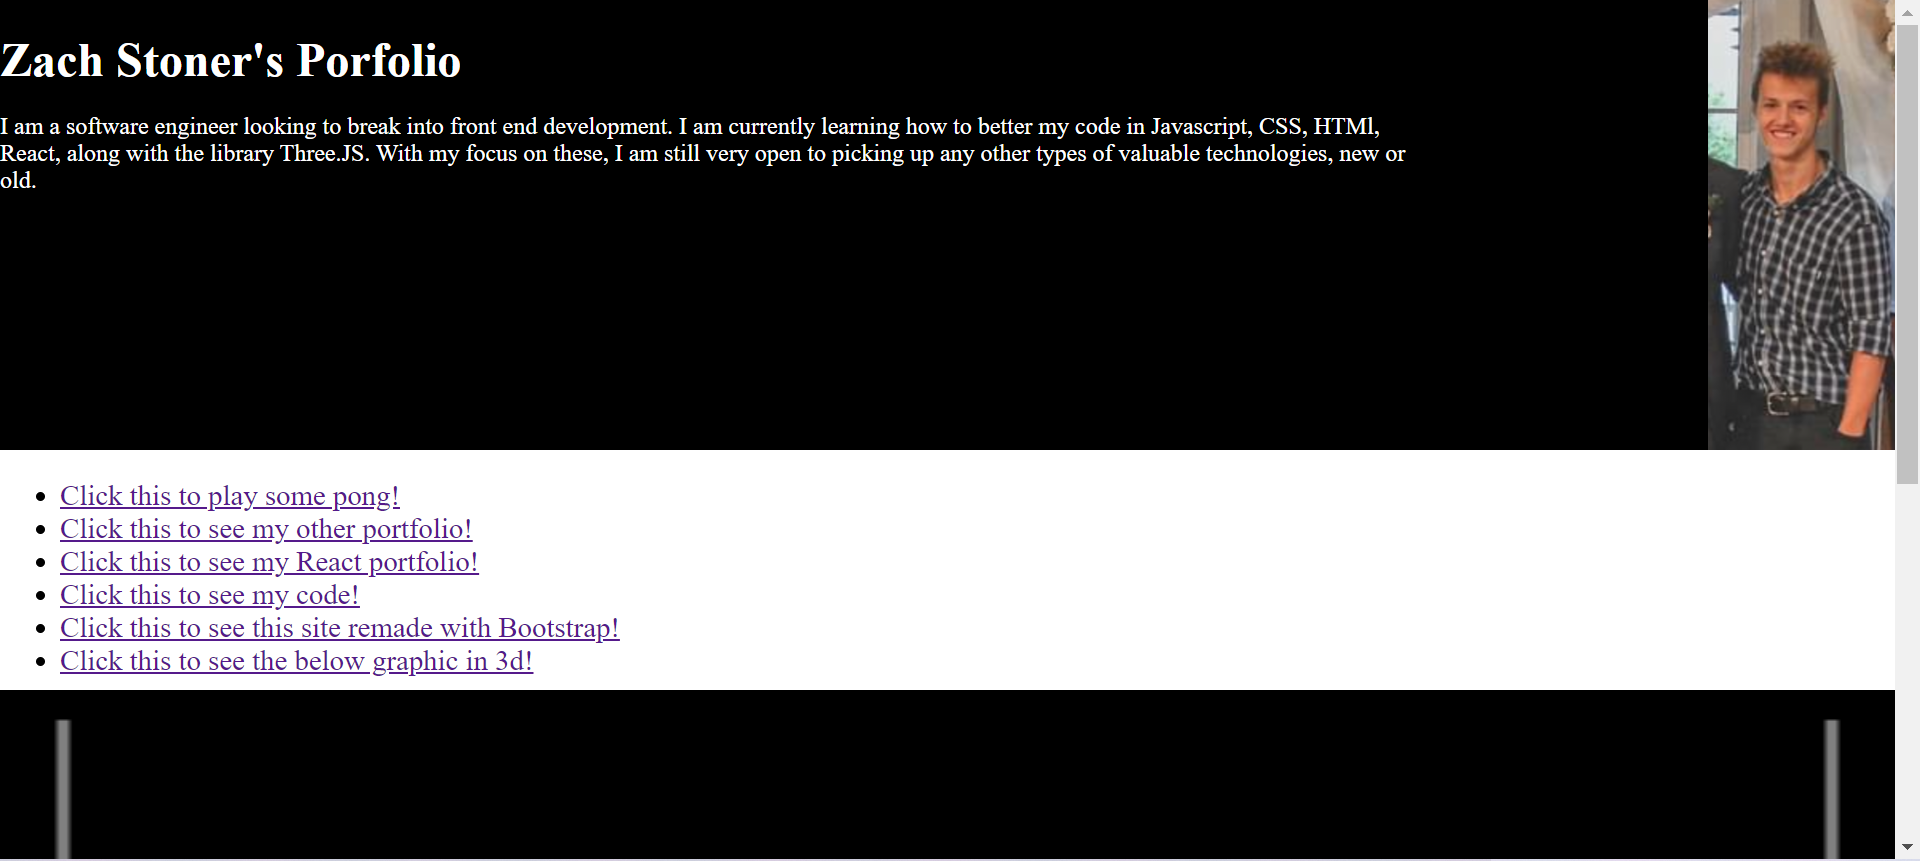 Zach Stoner's Porfolio
I am a software engineer looking to break into front end development. I am currently learning how to better my code in Javascript, CSS, HTMl,
React, along with the library Three.JS. With my focus on these, I am still very open to picking up any other types of valuable technologies, new or
old.
Click this to play some pong!
Click this to see my other portfolio!
Click this to see my React portfolio!
Click this to see my code!
Click this to see this site remade with Bootstrap!
Click this to see the below graphic in 3d!